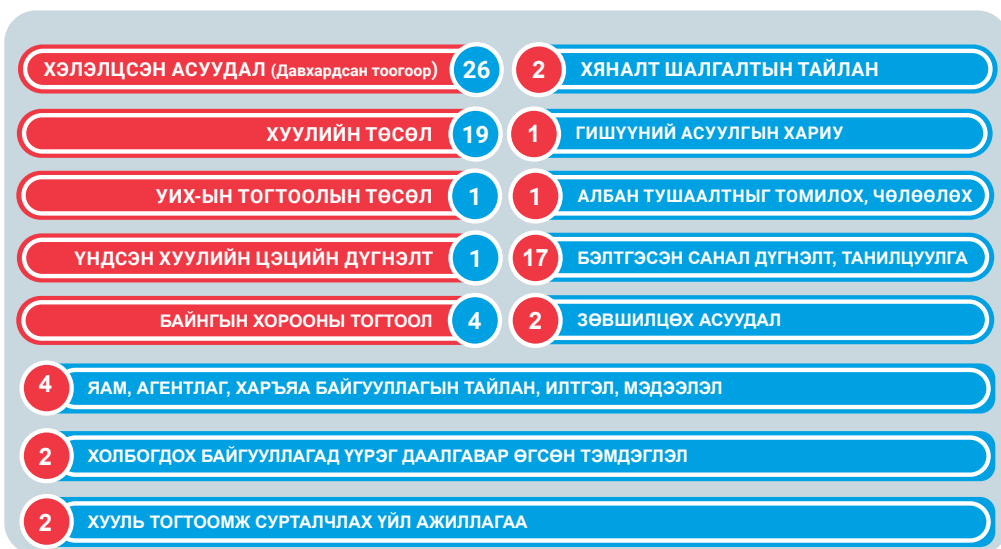 ХЭЛЭЛЦСЭН АСУУДАЛ (Давхардсан тоогоор) 26
2 ХЯНАЛТ ШАЛГАЛТЫН ТАЙЛАН
ХУУЛИЙН ТӨСӨЛ 19
1 ГИШҮҮНИЙ АСУУЛГЫН ХАРИУ
УИХ-ЫН ТОГТООЛЫН ТӨСӨЛ 1
1 АЛБАН ТУШААЛТНЫГ ТОМИЛОХ, ЧӨЛӨӨЛӨХ
ҮНДСЭН ХУУЛИЙН ЦЭЦИЙН ДҮГНЭЛТ 1
17 БЭЛТГЭСЭН САНАЛ ДҮГНЭЛТ, ТАНИЛЦУУЛГА
БАЙНГЫН ХОРООНЫ ТОГТООЛ 4
2 ЗӨВШИЛЦӨХ АСУУДАЛ
4 ЯАМ, АГЕНТЛАГ, ХАРЪЯА БАЙГУУЛЛАГЫН ТАЙЛАН, ИЛТГЭЛ, МЭДЭЭЛЭЛ
2 ХОЛБОГДОХ БАЙГУУЛЛАГАД ҮҮРЭГ ДААЛГАВАР ӨГСӨН ТЭМДЭГЛЭЛ
2 ХУУЛЬ ТОГТООМЖ СУРТАЛЧЛАХ ҮЙЛ АЖИЛЛАГАА